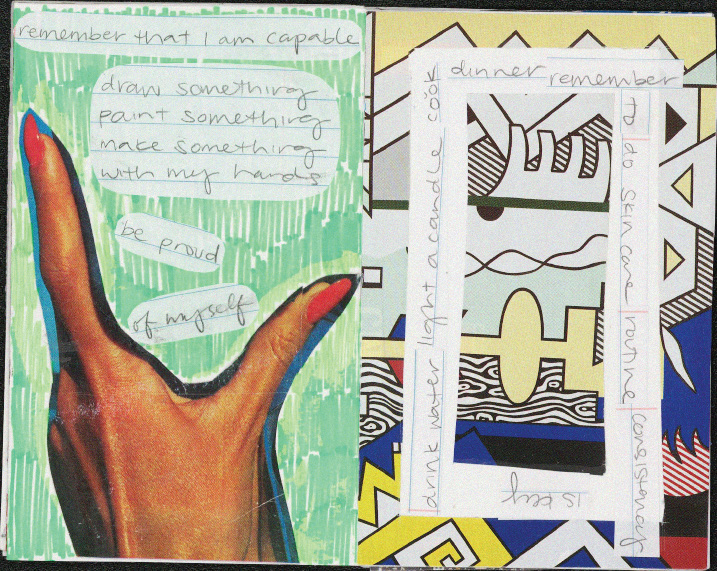 remember that I am capable
draw something
paint something
make something
with my hands
be proud
of myself
drink water light a candle cook
dinner remember
to do skin care routine consistency
is key